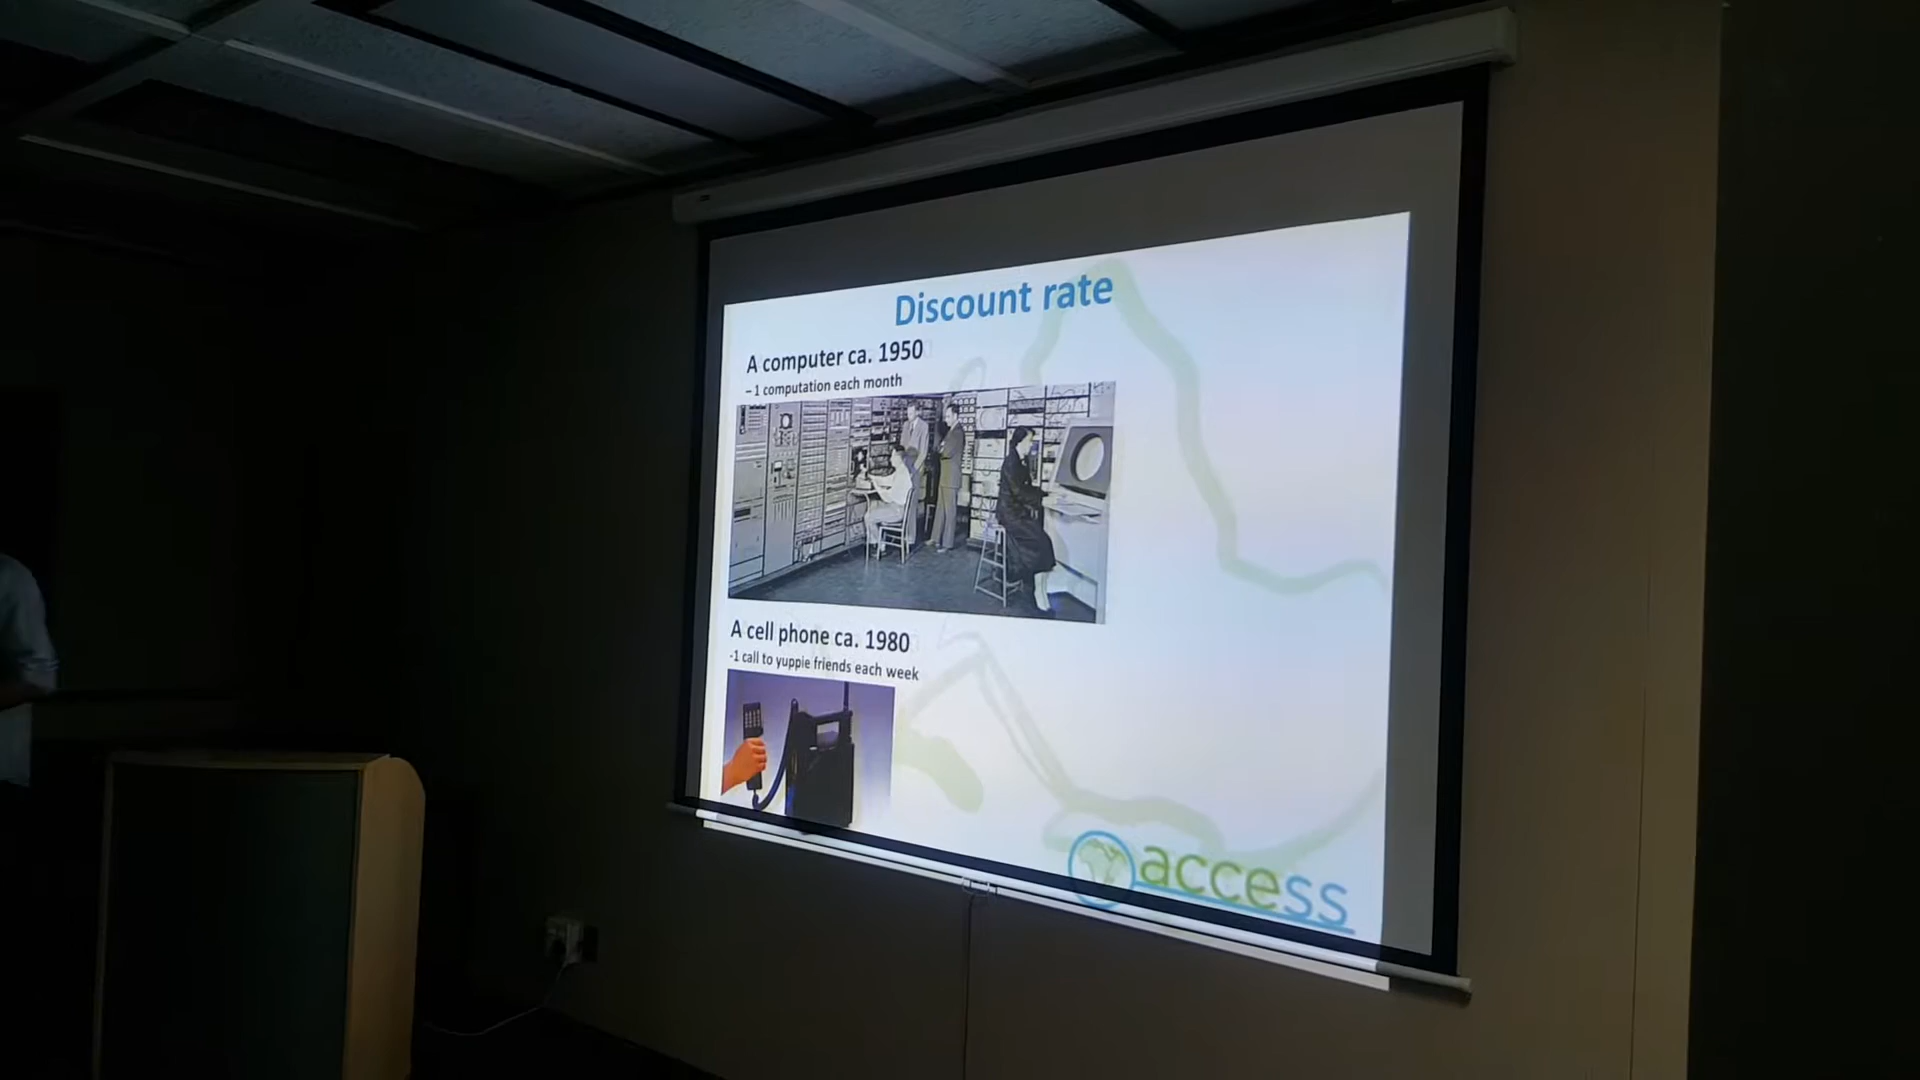 Discount rate
A computer ca. 1950
– 1 computation each month
A cell phone ca. 1980
-1 call to yuppie friends each week
access